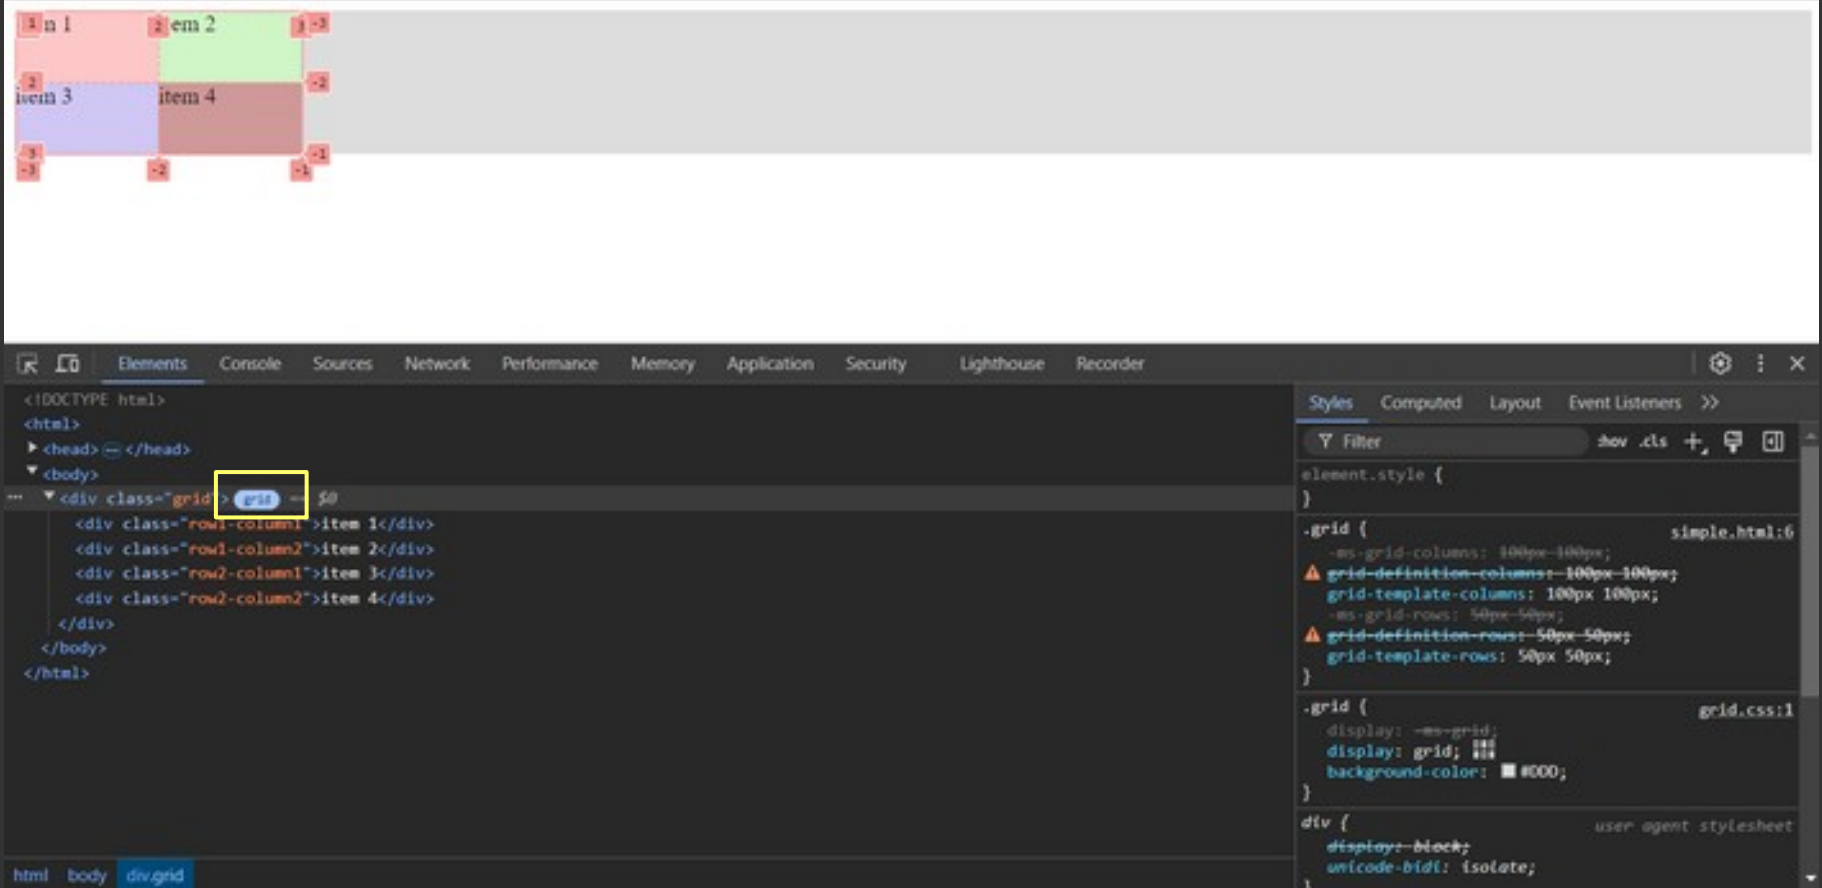 1 n 1 2 em 2 3 -3
2 -2
item 3 item 4
3 -1
-3 -2 -1
Elements Console Sources Network Performance Memory Application Security Lighthouse Recorder
<!DOCTYPE html>
<html>
<head> </head>
<body>
<div class="grid"> grid == $0
<div class="row1-column1">item 1</div>
<div class="row1-column2">item 2</div>
<div class="row2-column1">item 3</div>
<div class="row2-column2">item 4</div>
</div>
</body>
</html>
html body div.grid
Styles Computed Layout Event Listeners
Filter :hov .cls
element.style {
}
.grid { simple.html:6
-ms-grid-columns: 100px 100px;
grid-definition-columns: 100px 100px;
grid-template-columns: 100px 100px;
-ms-grid-rows: 50px 50px;
grid-definition-rows: 50px 50px;
grid-template-rows: 50px 50px;
}
.grid { grid.css:1
display: -ms-grid;
display: grid;
background-color: #DDD;
}
div { user agent stylesheet
display: block;
unicode-bidi: isolate;
}